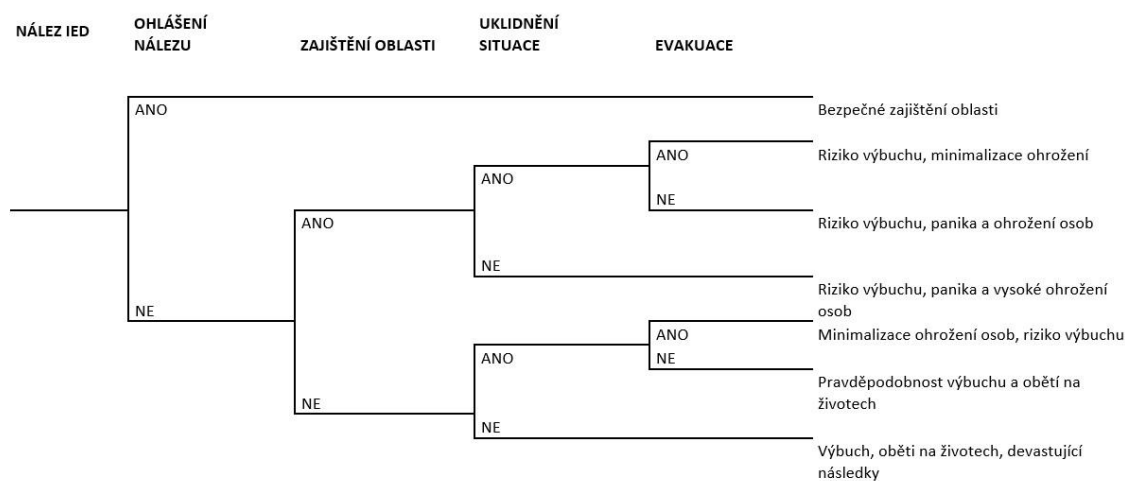 NÁLEZ IED
OHLÁŠENÍ
NÁLEZU
ZAJIŠTĚNÍ OBLASTI
UKLIDNĚNÍ
SITUACE
EVAKUACE
ANO
Bezpečné zajištění oblasti
ANO
Riziko výbuchu, minimalizace ohrožení
ANO
NE
ANO
Riziko výbuchu, panika a ohrožení osob
NE
Riziko výbuchu, panika a vysoké ohrožení
osob
NE
ANO
Minimalizace ohrožení osob, riziko výbuchu
ANO
NE
Pravděpodobnost výbuchu a obětí na
životech
NE
NE
Výbuch, oběti na životech, devastující
následky